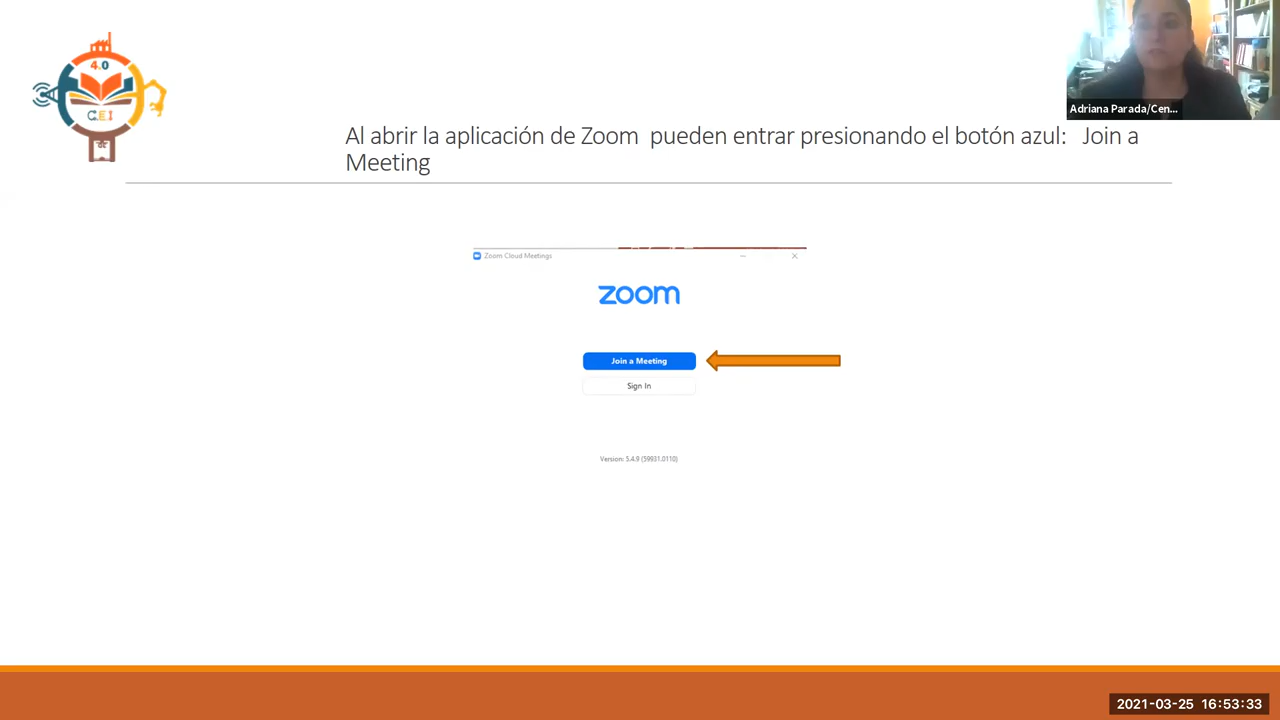 4.0
C.E.I
Adriana Parada/Cen...
Al abrir la aplicación de Zoom pueden entrar presionando el botón azul: Join a
Meeting
Zoom Cloud Meetings
zoom
Join a Meeting
Sign In
Version: 5.4.9 (59931.0110)
2021-03-25 16:53:33